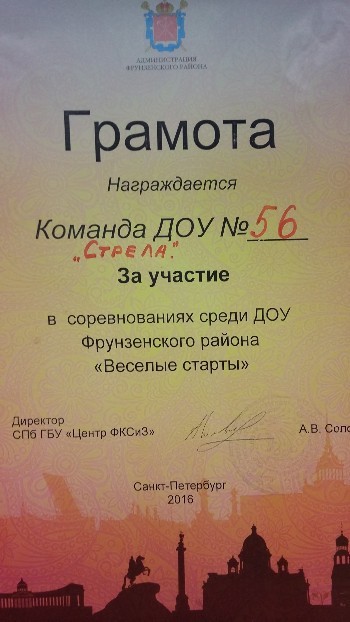 АДМИНИСТРАЦИЯ
ФРУНЗЕНСКОГО РАЙОНА
Грамота
Награждается
Команда ДОУ №56
„Стрела."
За участие
в соревнованиях среди ДОУ
Фрунзенского района
«Веселые старты»
Директор
СПб ГБУ «Центр ФКСиЗ»
А.В. Соло
Санкт-Петербург
2016